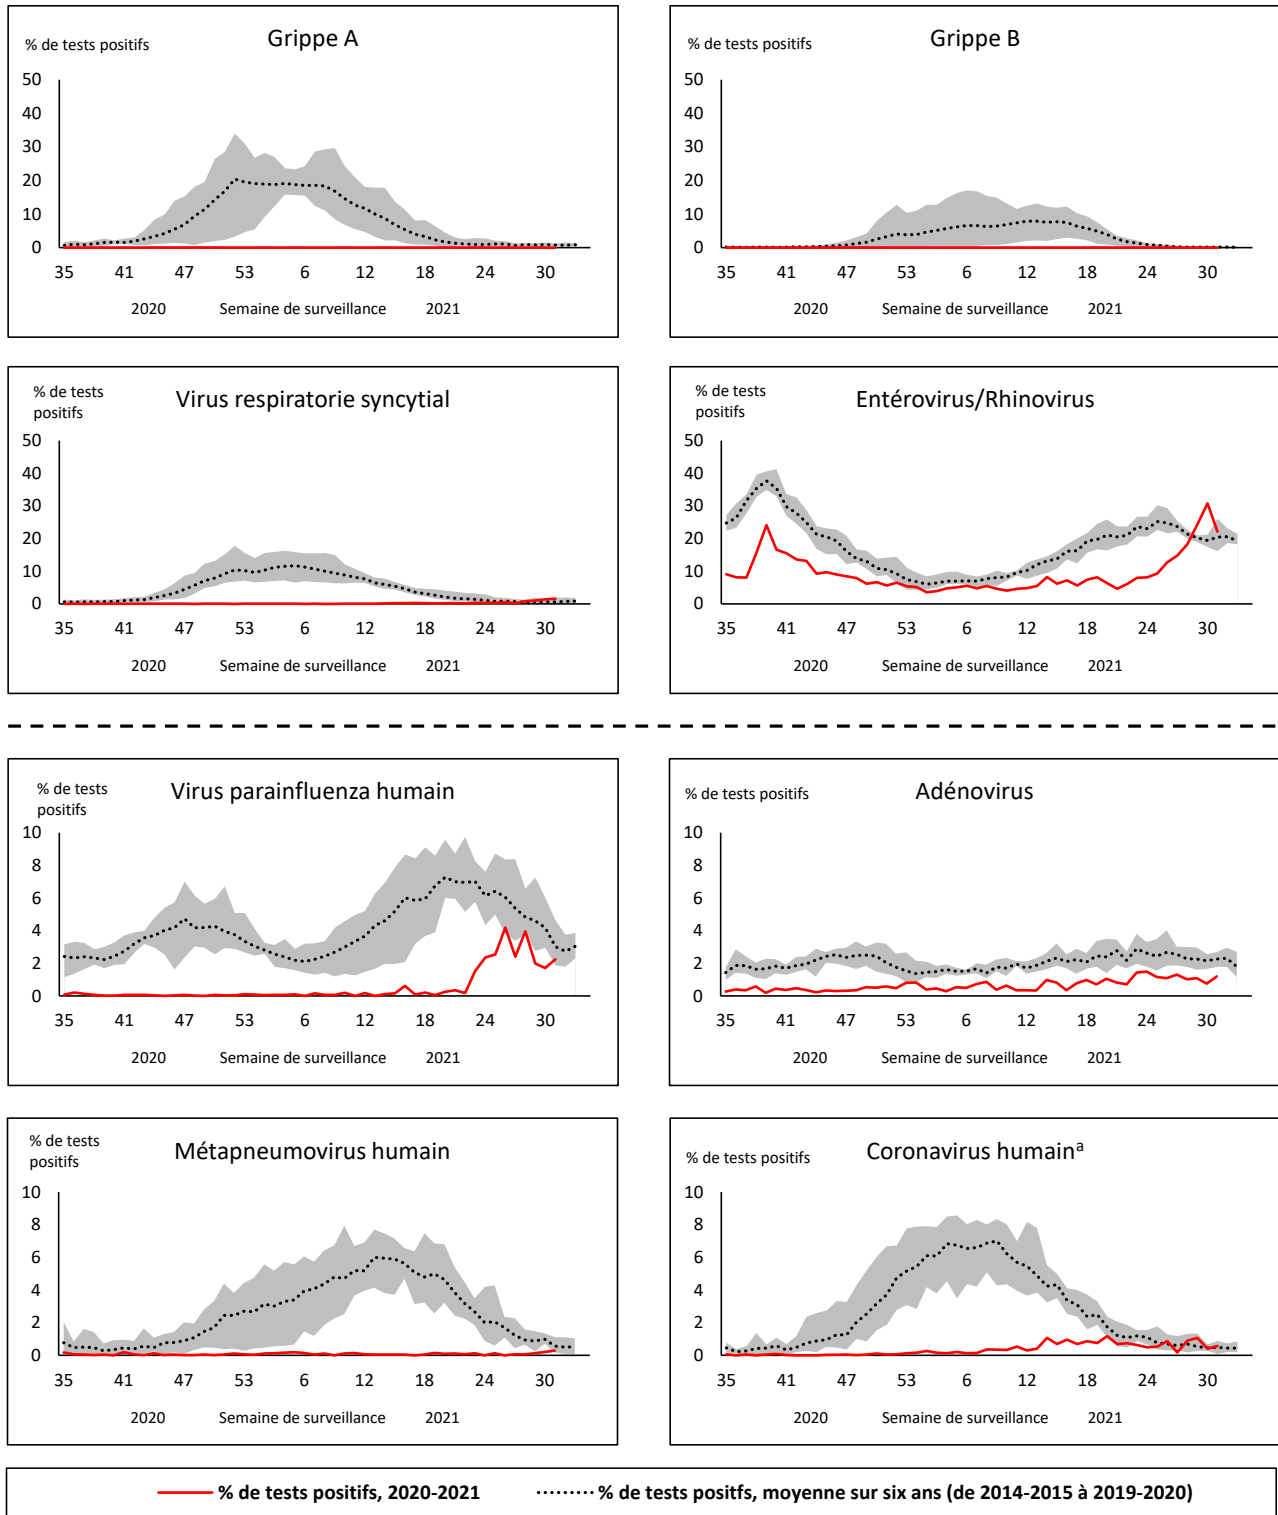 % de tests positifs
Grippe A
50
40
30
20
10
0
35 41 47 53 6 12 18 24 30
2020 Semaine de surveillance 2021
% de tests positifs
Grippe B
50
40
30
20
10
0
35 41 47 53 6 12 18 24 30
2020 Semaine de surveillance 2021
% de tests
positifs
Virus respiratorie syncytial
50
40
30
20
10
0
35 41 47 53 6 12 18 24 30
2020 Semaine de surveillance 2021
% de tests
positifs
Entérovirus/Rhinovirus
50
40
30
20
10
0
35 41 47 53 6 12 18 24 30
2020 Semaine de surveillance 2021
% de tests
positifs
Virus parainfluenza humain
10
8
6
4
2
0
35 41 47 53 6 12 18 24 30
2020 Semaine de surveillance 2021
% de tests positifs
Adénovirus
10
8
6
4
2
0
35 41 47 53 6 12 18 24 30
2020 Semaine de surveillance 2021
% de tests
positifs
Métapneumovirus humain
10
8
6
4
2
0
35 41 47 53 6 12 18 24 30
2020 Semaine de surveillance 2021
% de tests positifs
Coronavirus humainᵃ
10
8
6
4
2
0
35 41 47 53 6 12 18 24 30
2020 Semaine de surveillance 2021
% de tests positifs, 2020-2021
% de tests positfs, moyenne sur six ans (de 2014-2015 à 2019-2020)